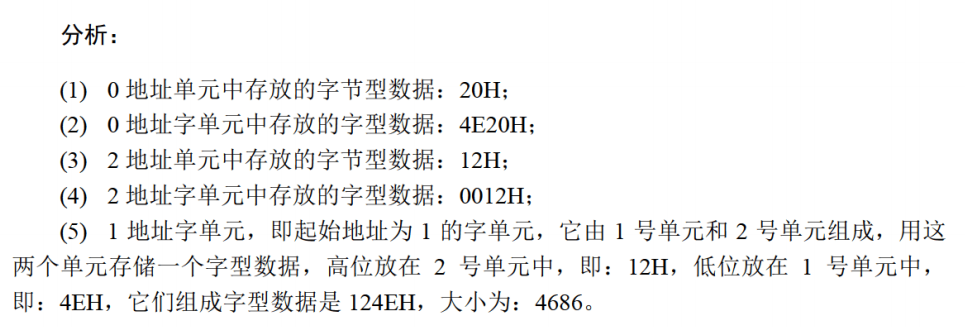 分析：
(1) 0 地址单元中存放的字节型数据：20H；
(2) 0 地址字单元中存放的字型数据：4E20H；
(3) 2 地址单元中存放的字节型数据：12H；
(4) 2 地址字单元中存放的字型数据：0012H；
(5) 1 地址字单元，即起始地址为 1 的字单元，它由 1 号单元和 2 号单元组成，用这
两个单元存储一个字型数据，高位放在 2 号单元中，即：12H，低位放在 1 号单元中，
即：4EH，它们组成字型数据是 124EH，大小为：4686。